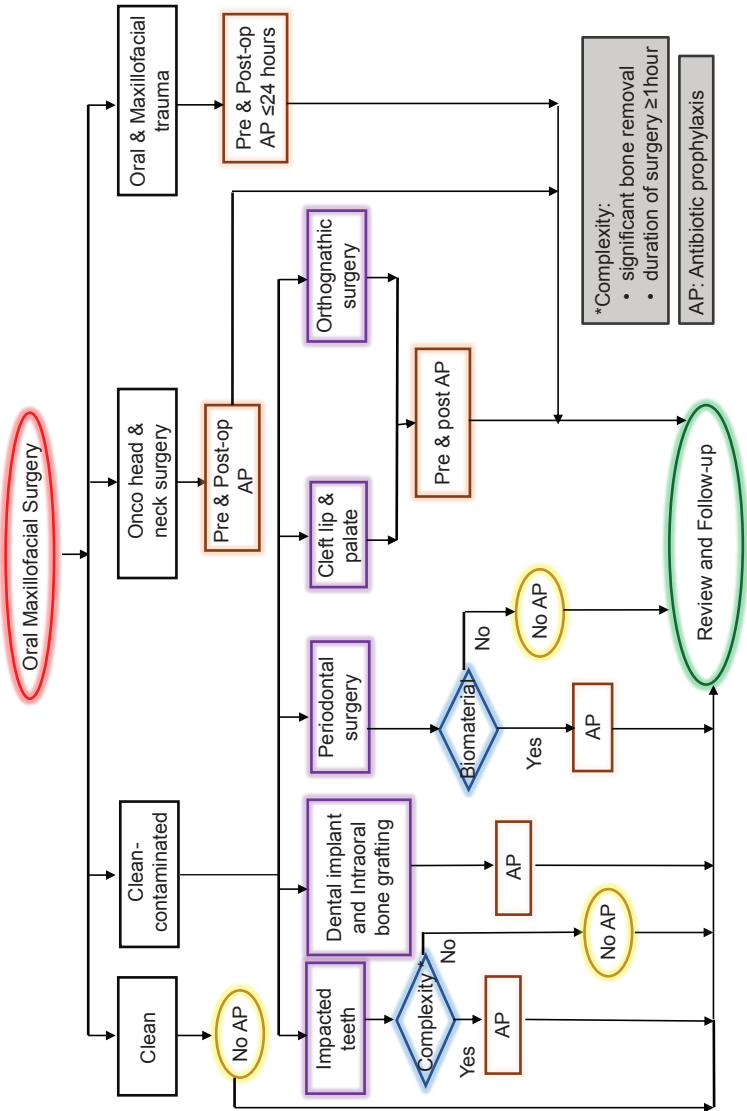 Oral Maxillofacial Surgery
Clean
Clean-
contaminated
Onco head &
neck surgery
Oral & Maxillofacial
trauma
No AP
Pre & Post-op
AP
Pre & Post-op
AP ≤24 hours
Impacted
teeth
Dental implant
and Intraoral
bone grafting
Periodontal
surgery
Cleft lip &
palate
Orthognathic
surgery
Complexity *
No
Yes
AP
No AP
AP
Biomaterial
No
Yes
No AP
AP
Pre & post AP
Review and Follow-up
*Complexity:
• significant bone removal
• duration of surgery ≥1hour
AP: Antibiotic prophylaxis